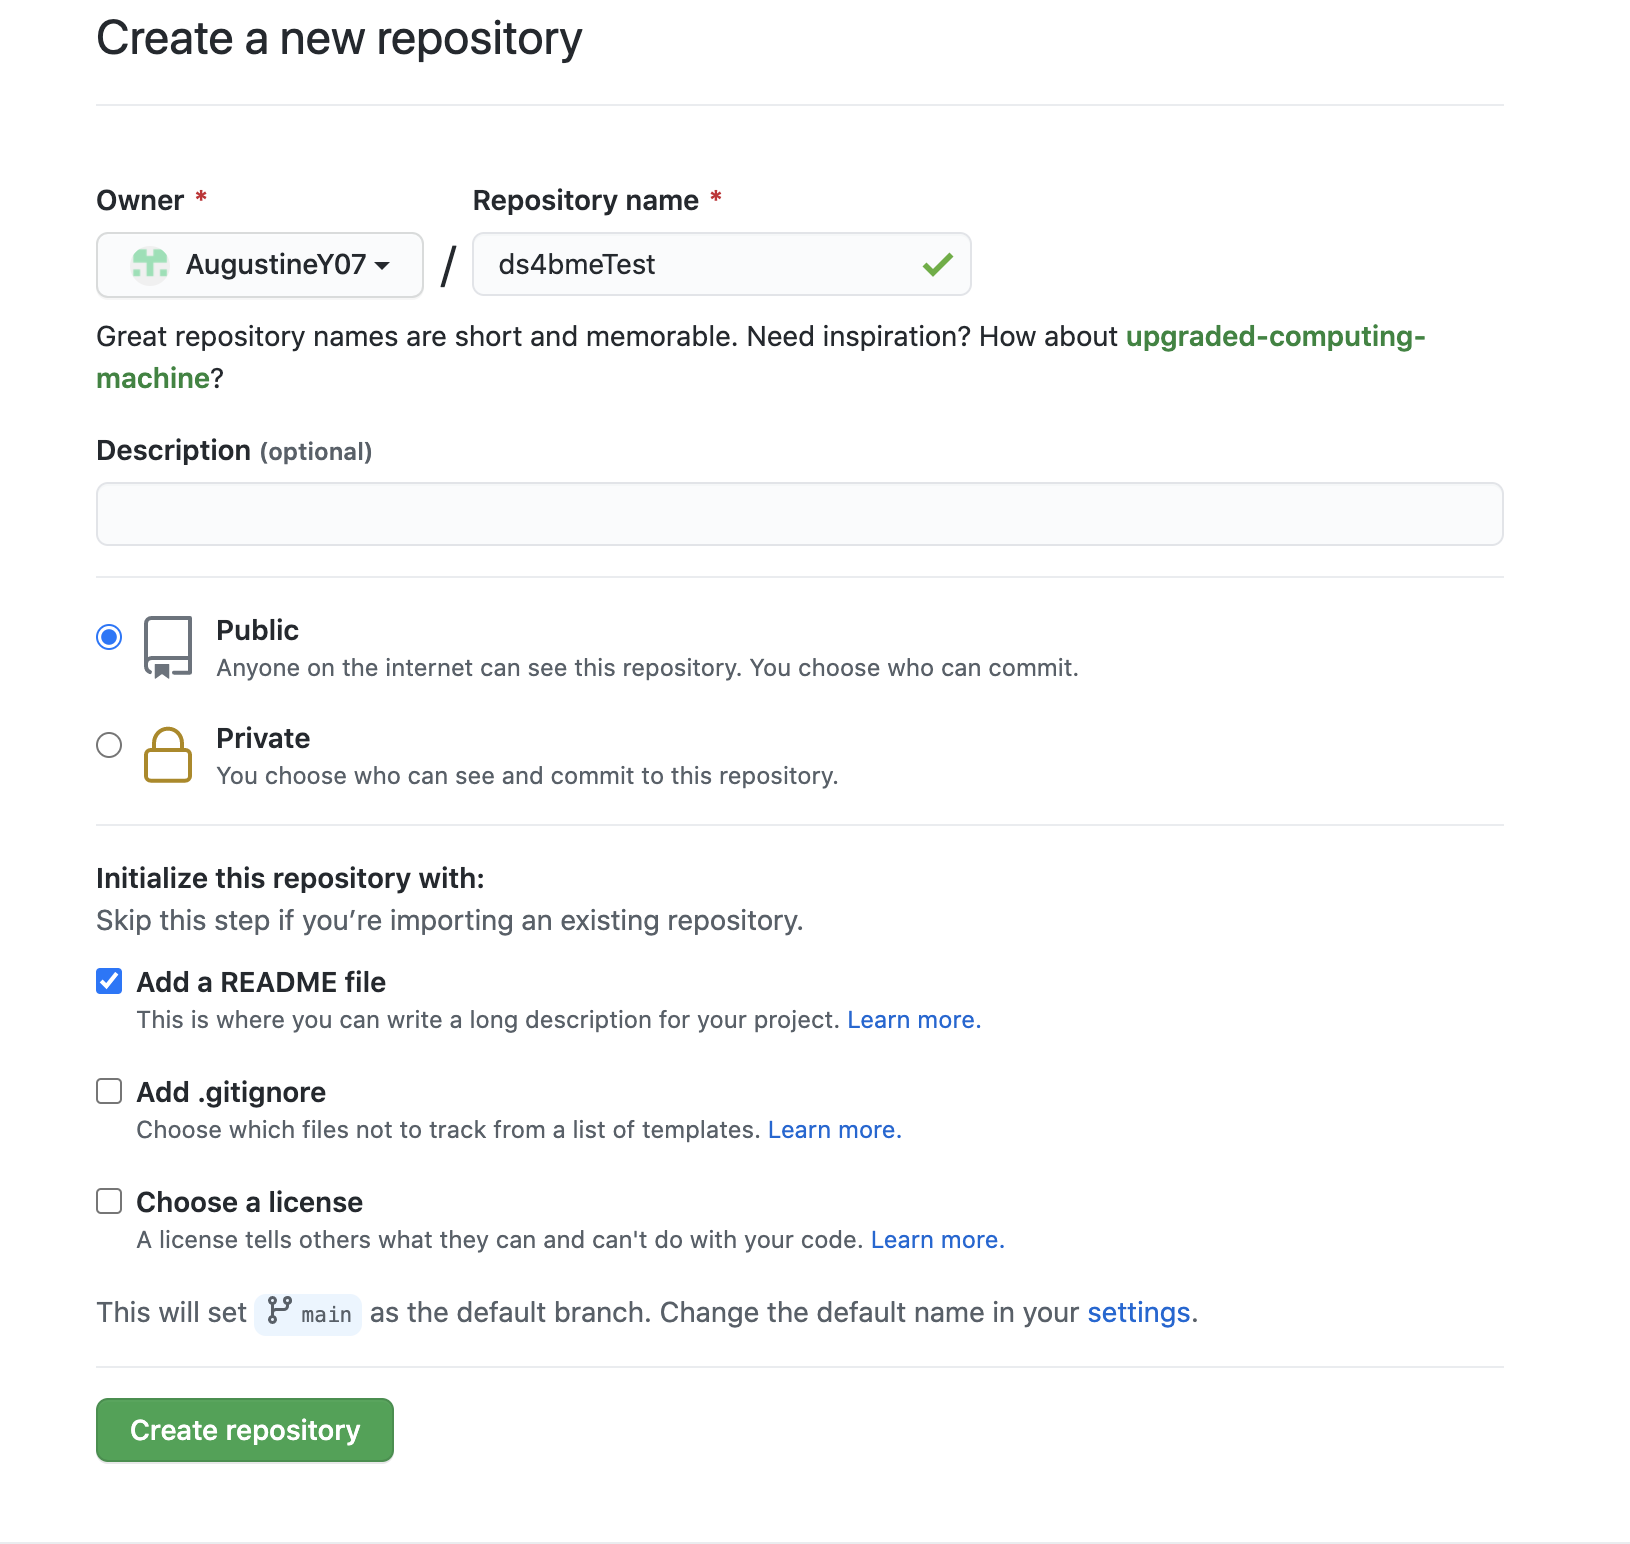 Create a new repository
Owner *
Repository name *
AugustineY07
/
ds4bmeTest
Great repository names are short and memorable. Need inspiration? How about upgraded-computing-
machine?
Description (optional)
Public
Anyone on the internet can see this repository. You choose who can commit.
Private
You choose who can see and commit to this repository.
Initialize this repository with:
Skip this step if you’re importing an existing repository.
Add a README file
This is where you can write a long description for your project. Learn more.
Add .gitignore
Choose which files not to track from a list of templates. Learn more.
Choose a license
A license tells others what they can and can't do with your code. Learn more.
This will set main as the default branch. Change the default name in your settings.
Create repository